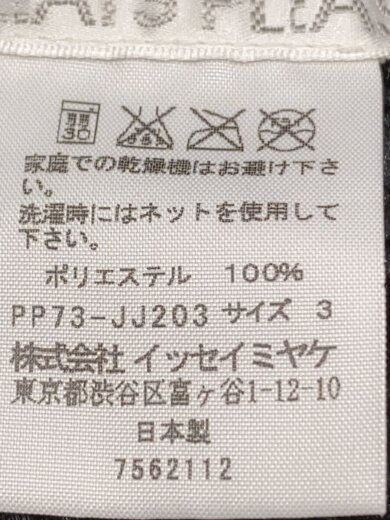 30
家庭での乾燥機はお避け下さ
い。
洗濯時にはネットを使用して
下さい。
ポリエステル 100%
PP73-JJ203 サイズ 3
株式会社 イッセイミヤケ
東京都渋谷区富ヶ谷1-12-10
日本製
7562112